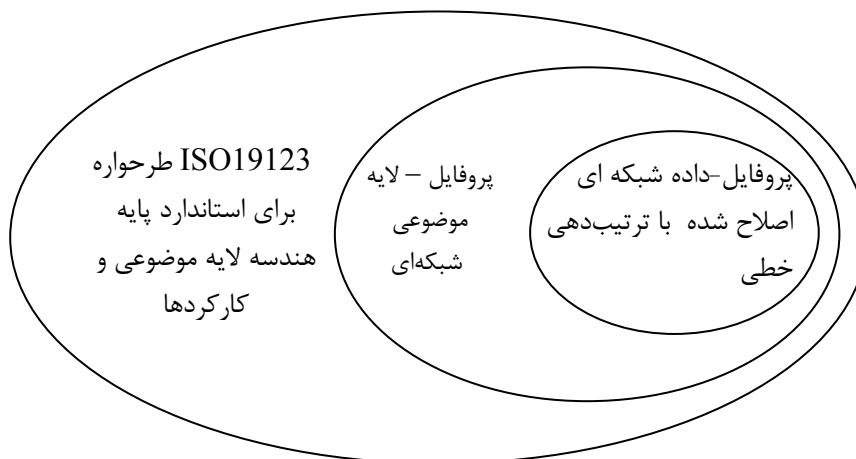 ISO19123 طرحواره
برای استاندارد پایه
هندسه لایه موضوعی و
کارکردها
پروفایل – لایه
موضوعی
شبکه‌ای
پروفایل-داده شبکه ای
اصلاح شده با ترتیب‌دهی
خطی